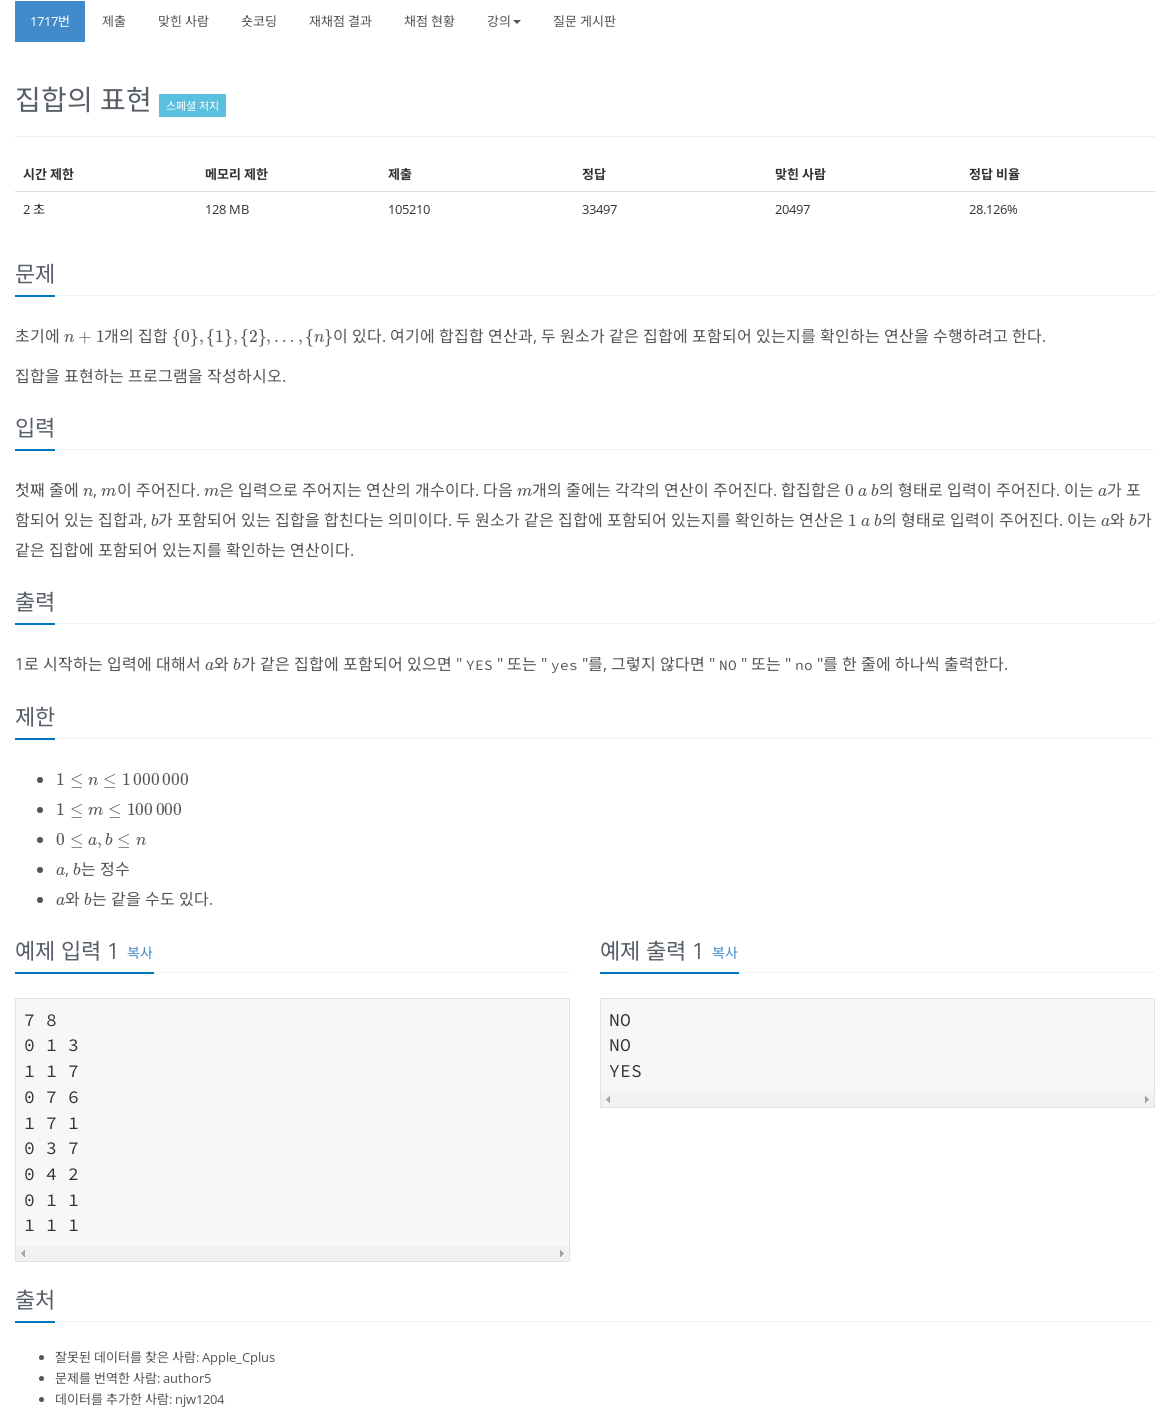 1717번 제출 맞힌 사람 숏코딩 재채점 결과 채점 현황 강의 질문 게시판
집합의 표현 스페셜 저지
시간 제한 메모리 제한 제출 정답 맞힌 사람 정답 비율
2 초 128 MB 105210 33497 20497 28.126%
문제
초기에 n + 1개의 집합 {0}, {1}, {2}, … , {n}이 있다. 여기에 합집합 연산과, 두 원소가 같은 집합에 포함되어 있는지를 확인하는 연산을 수행하려고 한다.
집합을 표현하는 프로그램을 작성하시오.
입력
첫째 줄에 n, m이 주어진다. m은 입력으로 주어지는 연산의 개수이다. 다음 m개의 줄에는 각각의 연산이 주어진다. 합집합은 0 a b의 형태로 입력이 주어진다. 이는 a가 포
함되어 있는 집합과, b가 포함되어 있는 집합을 합친다는 의미이다. 두 원소가 같은 집합에 포함되어 있는지를 확인하는 연산은 1 a b의 형태로 입력이 주어진다. 이는 a와 b가
같은 집합에 포함되어 있는지를 확인하는 연산이다.
출력
1로 시작하는 입력에 대해서 a와 b가 같은 집합에 포함되어 있으면 " YES " 또는 " yes "를, 그렇지 않다면 " NO " 또는 " no "를 한 줄에 하나씩 출력한다.
제한
• 1 ≤ n ≤ 1 000 000
• 1 ≤ m ≤ 100 000
• 0 ≤ a, b ≤ n
• a, b는 정수
• a와 b는 같을 수도 있다.
예제 입력 1 복사
7 8
0 1 3
1 1 7
0 7 6
1 7 1
0 3 7
0 4 2
0 1 1
1 1 1
예제 출력 1 복사
NO
NO
YES
출처
• 잘못된 데이터를 찾은 사람: Apple_Cplus
• 문제를 번역한 사람: author5
• 데이터를 추가한 사람: njw1204